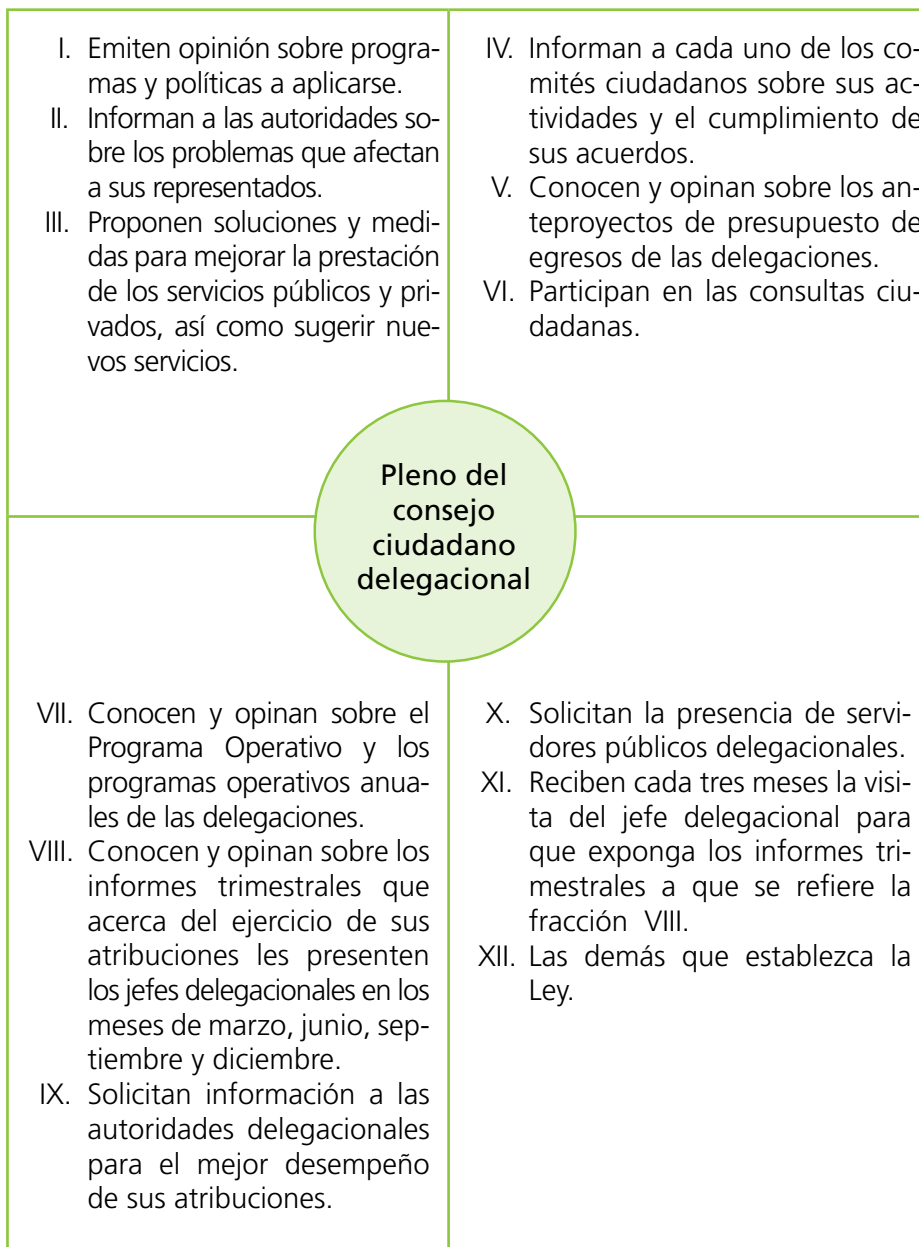 I. Emiten opinión sobre progra-
mas y políticas a aplicarse.
II. Informan a las autoridades so-
bre los problemas que afectan
a sus representados.
III. Proponen soluciones y medi-
das para mejorar la prestación
de los servicios públicos y pri-
vados, así como sugerir nue-
vos servicios.
IV. Informan a cada uno de los co-
mités ciudadanos sobre sus ac-
tividades y el cumplimiento de
sus acuerdos.
V. Conocen y opinan sobre los an-
teproyectos de presupuesto de
egresos de las delegaciones.
VI. Participan en las consultas ciu-
dadanas.
Pleno del
consejo
ciudadano
delegacional
VII. Conocen y opinan sobre el
Programa Operativo y los
programas operativos anua-
les de las delegaciones.
VIII. Conocen y opinan sobre los
informes trimestrales que
acerca del ejercicio de sus
atribuciones les presenten
los jefes delegacionales en los
meses de marzo, junio, sep-
tiembre y diciembre.
IX. Solicitan información a las
autoridades delegacionales
para el mejor desempeño
de sus atribuciones.
X. Solicitan la presencia de servi-
dores públicos delegacionales.
XI. Reciben cada tres meses la visi-
ta del jefe delegacional para
que exponga los informes tri-
mestrales a que se refiere la
fracción VIII.
XII. Las demás que establezca la
Ley.